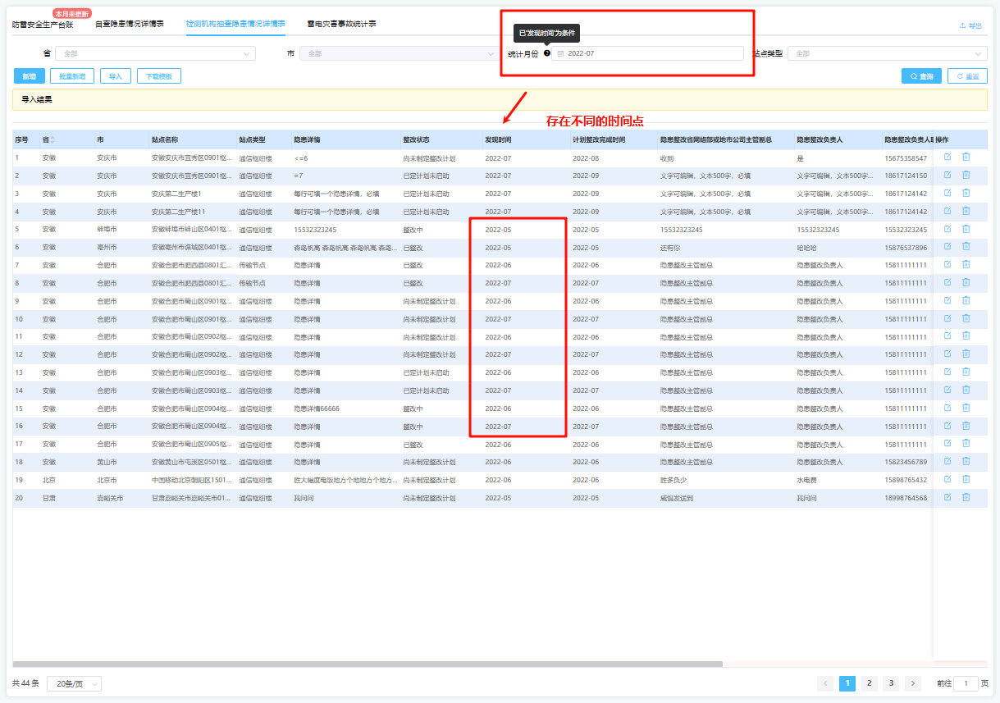 本月未更新
防雷安全生产台账 自查隐患情况详情表 检测机构抽查隐患情况详情表 雷电灾害事故统计表
导出
已"发现时间"为条件
省 全部 市 全部 统计月份 2022-07 站点类型 全部
新增 批量新增 导入 下载模板 查询 重置
导入结果
存在不同的时间点
序号 省 市 站点名称 站点类型 隐患详情 整改状态 发现时间 计划整改完成时间 隐患整改省网络部或地市公司主管副总 隐患整改负责人 隐患整改负责人联 操作
1 安徽 安庆市 安徽安庆市宜秀区0901枢... 通信枢纽楼 <=6 尚未制定整改计划 2022-07 2022-08 收到 是 15675358547
2 安徽 安庆市 安徽安庆市宜秀区0901枢... 通信枢纽楼 =7 已定计划未启动 2022-07 2022-09 文字可编辑，文本500字，必填 文字可编辑，文本500字... 18617124150
3 安徽 安庆市 安庆第二生产楼1 通信枢纽楼 每行可填一个隐患详情，必填 已定计划未启动 2022-07 2022-09 文字可编辑，文本500字，必填 文字可编辑，文本500字... 18617124142
4 安徽 安庆市 安庆第二生产楼11 通信枢纽楼 每行可填一个隐患详情，必填 已定计划未启动 2022-07 2022-09 文字可编辑，文本500字，必填 文字可编辑，文本500字... 18617124142
5 安徽 蚌埠市 安徽蚌埠市蚌山区0401枢... 通信枢纽楼 15532323245 整改中 2022-05 2022-05 15532323245 15532323245 15532323245
6 安徽 亳州市 安徽亳州市谯城区0401枢... 通信枢纽楼 森岛帆高 森岛帆高 森岛帆高 森岛... 已整改 2022-05 2022-05 还有你 哈哈哈 15876537896
7 安徽 合肥市 安徽合肥市肥西县0801汇... 传输节点 隐患详情 已整改 2022-06 2022-06 隐患整改主管副总 隐患整改负责人 15811111111
8 安徽 合肥市 安徽合肥市肥西县0801汇... 传输节点 隐患详情 已整改 2022-07 2022-07 隐患整改主管副总 隐患整改负责人 15811111111
9 安徽 合肥市 安徽合肥市蜀山区0901枢... 通信枢纽楼 隐患详情 尚未制定整改计划 2022-06 2022-06 隐患整改主管副总 隐患整改负责人 15811111111
10 安徽 合肥市 安徽合肥市蜀山区0901枢... 通信枢纽楼 隐患详情 尚未制定整改计划 2022-07 2022-07 隐患整改主管副总 隐患整改负责人 15811111111
11 安徽 合肥市 安徽合肥市蜀山区0902枢... 通信枢纽楼 隐患详情 尚未制定整改计划 2022-06 2022-06 隐患整改主管副总 隐患整改负责人 15811111111
12 安徽 合肥市 安徽合肥市蜀山区0902枢... 通信枢纽楼 隐患详情 尚未制定整改计划 2022-07 2022-07 隐患整改主管副总 隐患整改负责人 15811111111
13 安徽 合肥市 安徽合肥市蜀山区0903枢... 通信枢纽楼 隐患详情 已定计划未启动 2022-06 2022-06 隐患整改主管副总 隐患整改负责人 15811111111
14 安徽 合肥市 安徽合肥市蜀山区0903枢... 通信枢纽楼 隐患详情 已定计划未启动 2022-07 2022-07 隐患整改主管副总 隐患整改负责人 15811111111
15 安徽 合肥市 安徽合肥市蜀山区0904枢... 通信枢纽楼 隐患详情66666 整改中 2022-06 2022-06 隐患整改主管副总 隐患整改负责人 15811111111
16 安徽 合肥市 安徽合肥市蜀山区0904枢... 通信枢纽楼 隐患详情 整改中 2022-07 2022-07 隐患整改主管副总 隐患整改负责人 15811111111
17 安徽 合肥市 安徽合肥市蜀山区0905枢... 通信枢纽楼 隐患详情 已整改 2022-06 2022-06 隐患整改主管副总 隐患整改负责人 15811111111
18 安徽 黄山市 安徽黄山市屯溪区0501枢... 通信枢纽楼 隐患详情 尚未制定整改计划 2022-06 2022-06 隐患整改主管副总 隐患整改负责人 15823456789
19 北京 北京市 中国移动北京朝阳区1501... 通信枢纽楼 胜大幅度电饭地方个地地方个地方... 尚未制定整改计划 2022-06 2022-06 胜多负少 水电费 15898765432
20 甘肃 嘉峪关市 甘肃嘉峪关市嘉峪关市01... 通信枢纽楼 我问问 尚未制定整改计划 2022-05 2022-05 威挺发送到 我问问 18998764568
共 44 条 20条/页 1 2 3 前往 1 页